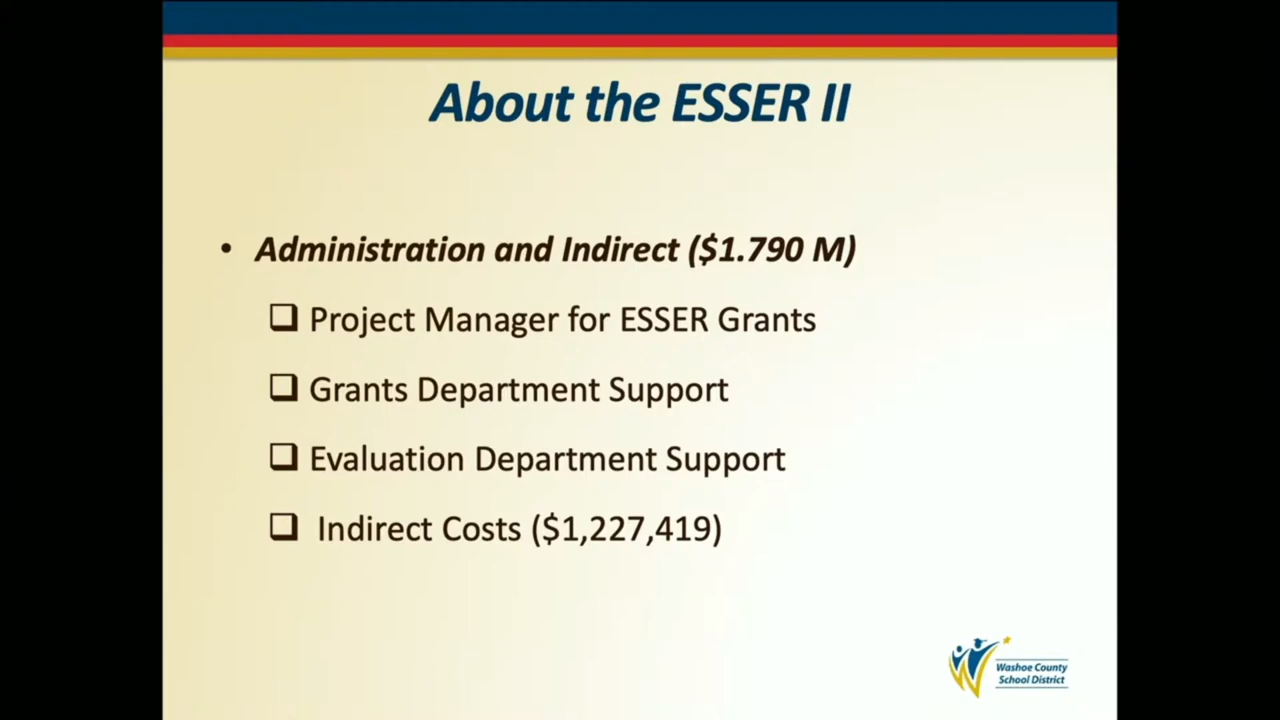 About the ESSER II
• Administration and Indirect ($1.790 M)
❑ Project Manager for ESSER Grants
❑ Grants Department Support
❑ Evaluation Department Support
❑ Indirect Costs ($1,227,419)
Washoe County
School District